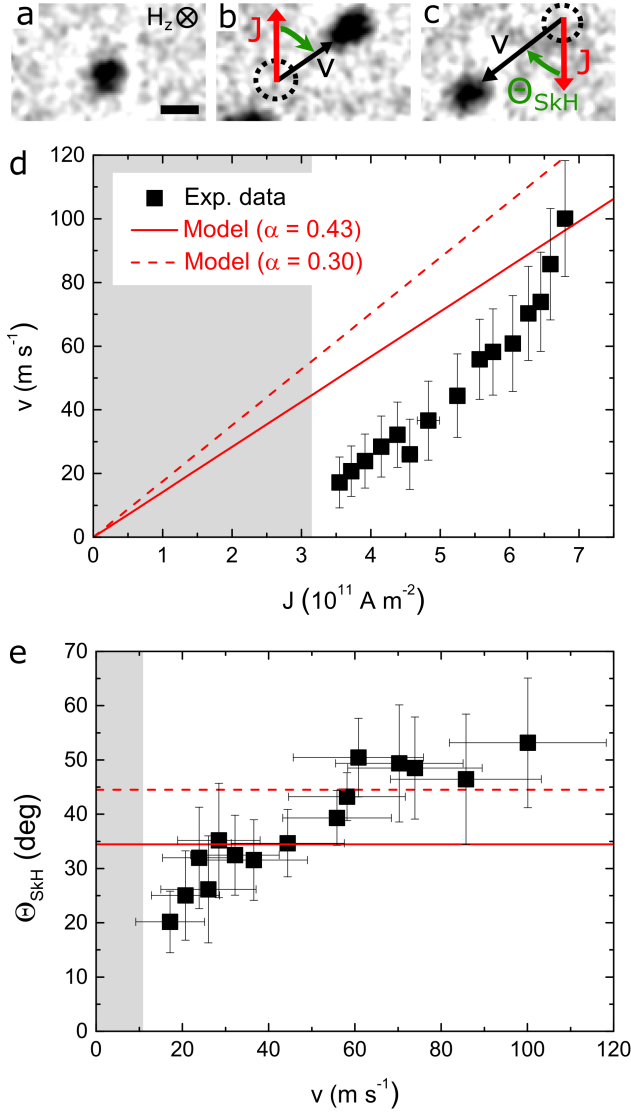 a H_z ⊗
b J v
c v J Θ_SkH
d
120
100
80
60
40
20
0
v (m s⁻¹)
Exp. data
Model (α = 0.43)
Model (α = 0.30)
0 1 2 3 4 5 6 7
J (10¹¹ A m⁻²)
e
70
60
50
40
30
20
10
0
Θ_SkH (deg)
0 20 40 60 80 100 120
v (m s⁻¹)